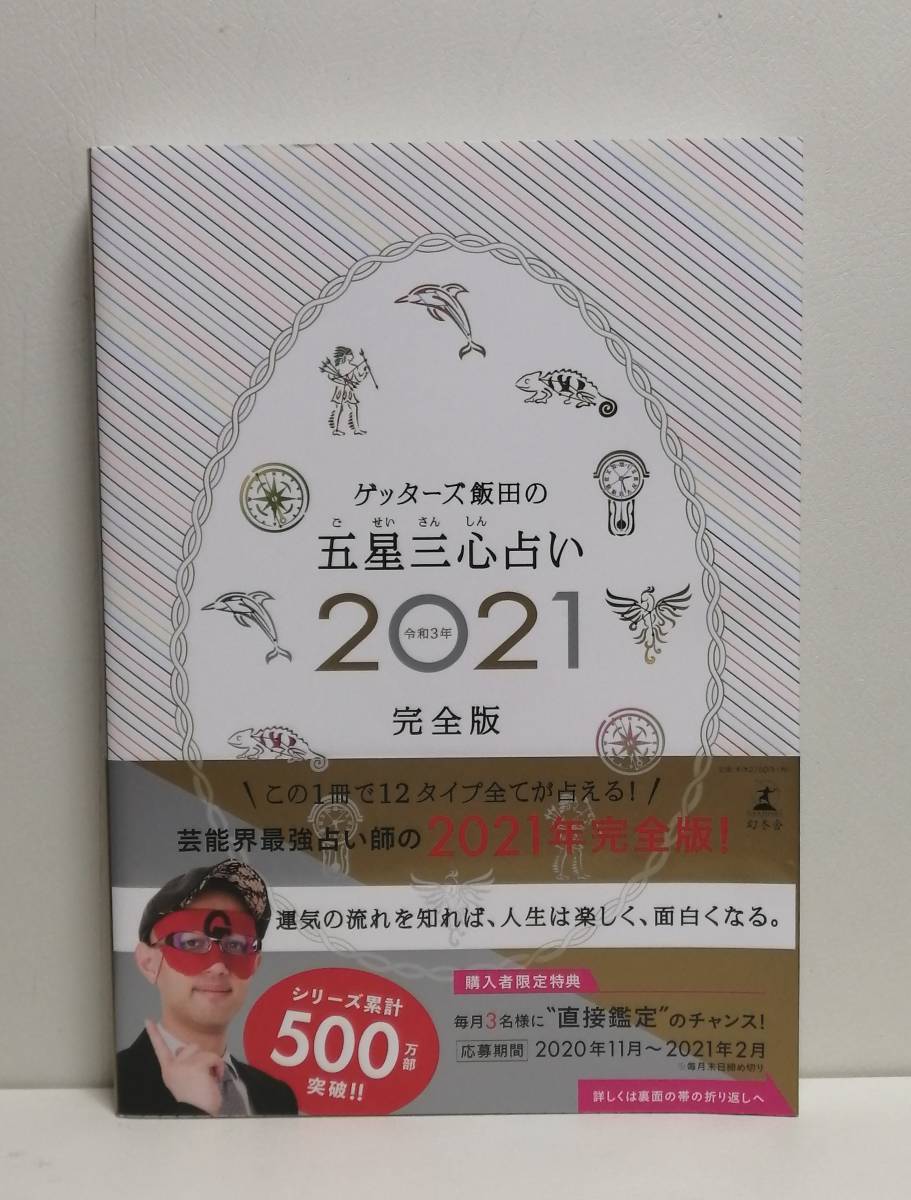 ゲッターズ飯田の
ご せい さん しん
五星三心占い
2021
令和3年
完全版
この1冊で12タイプ全てが占える!
芸能界最強占い師の2021年完全版!
幻冬舎
運気の流れを知れば、人生は楽しく、面白くなる。
シリーズ累計
500万部
突破!!
購入者限定特典
毎月3名様に“直接鑑定”のチャンス!
応募期間 2020年11月〜2021年2月
※毎月末日締め切り
詳しくは裏面の帯の折り返しへ